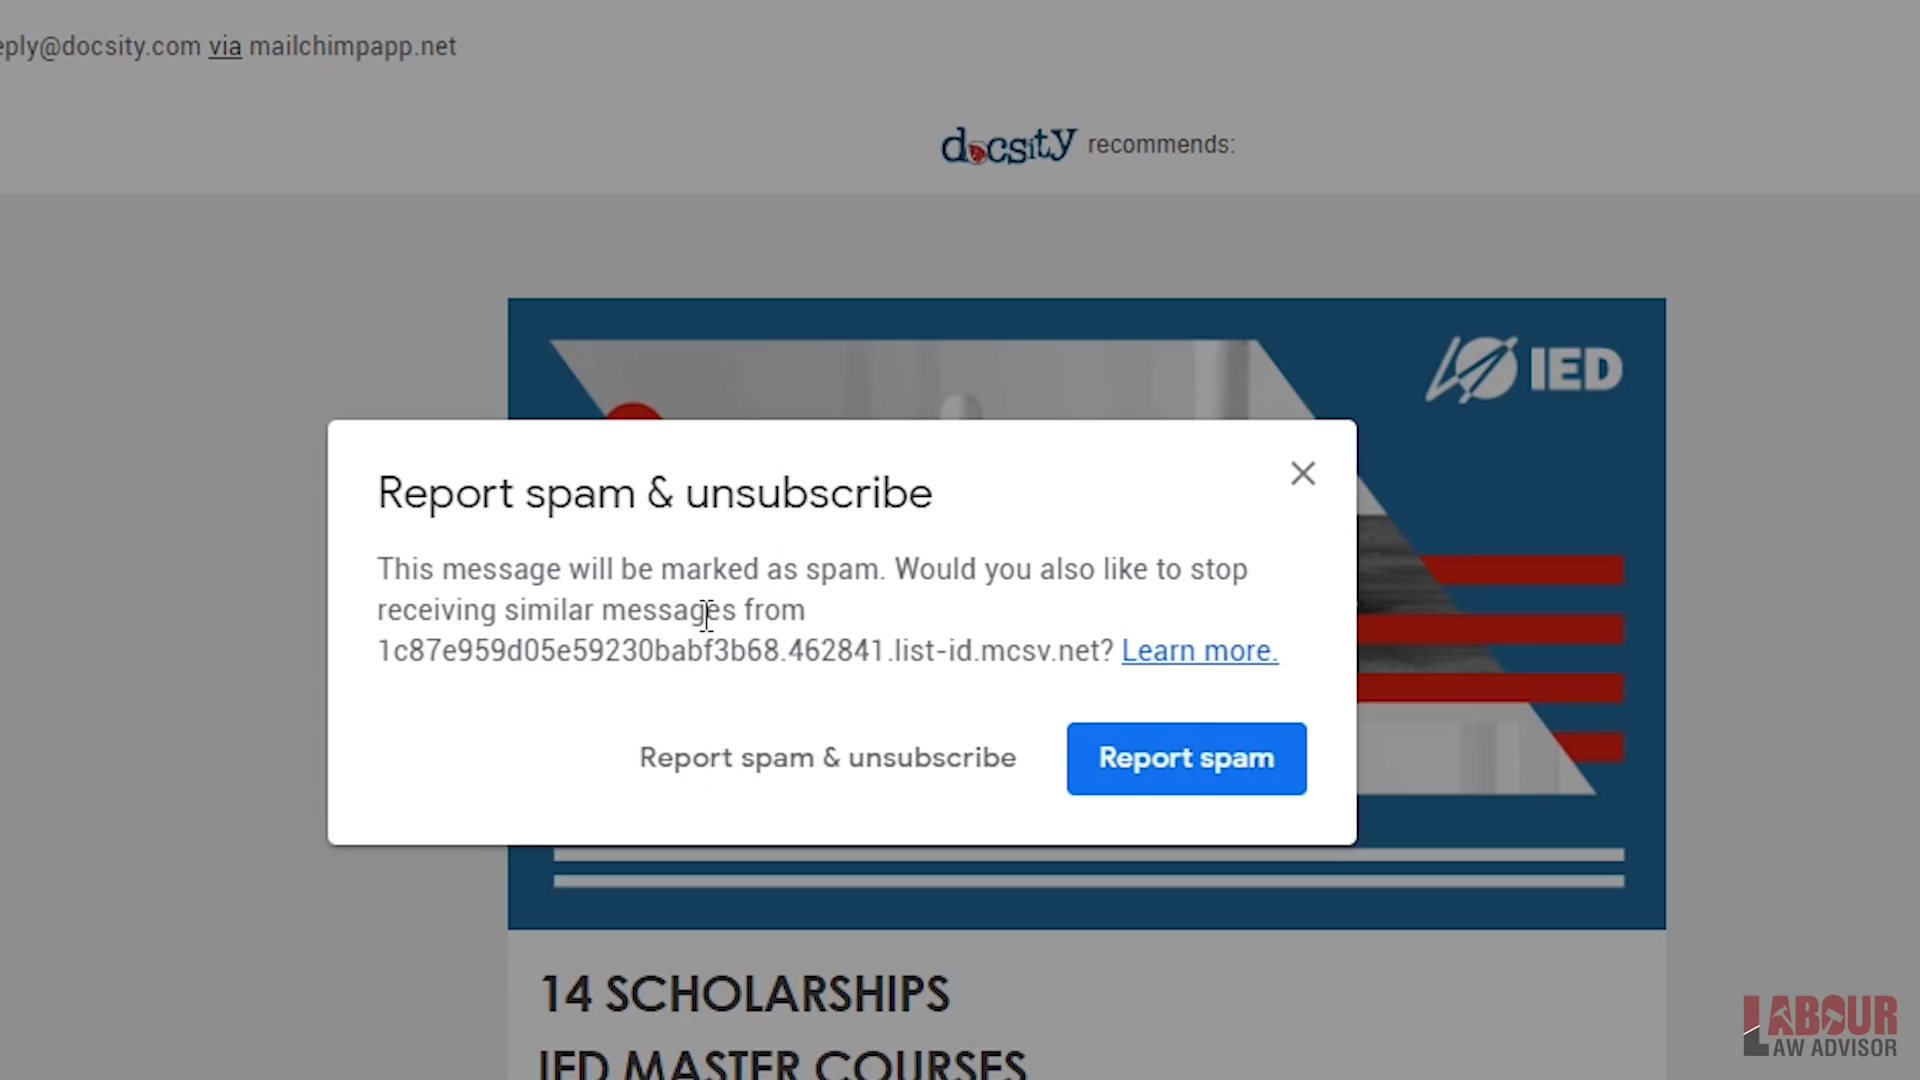 eply@docsity.com via mailchimpapp.net
docsity recommends:
IED
Report spam & unsubscribe
This message will be marked as spam. Would you also like to stop
receiving similar messages from
1c87e959d05e59230babf3b68.462841.list-id.mcsv.net? Learn more.
Report spam & unsubscribe
Report spam
14 SCHOLARSHIPS
IED MASTER COURSES
LABOUR
LAW ADVISOR